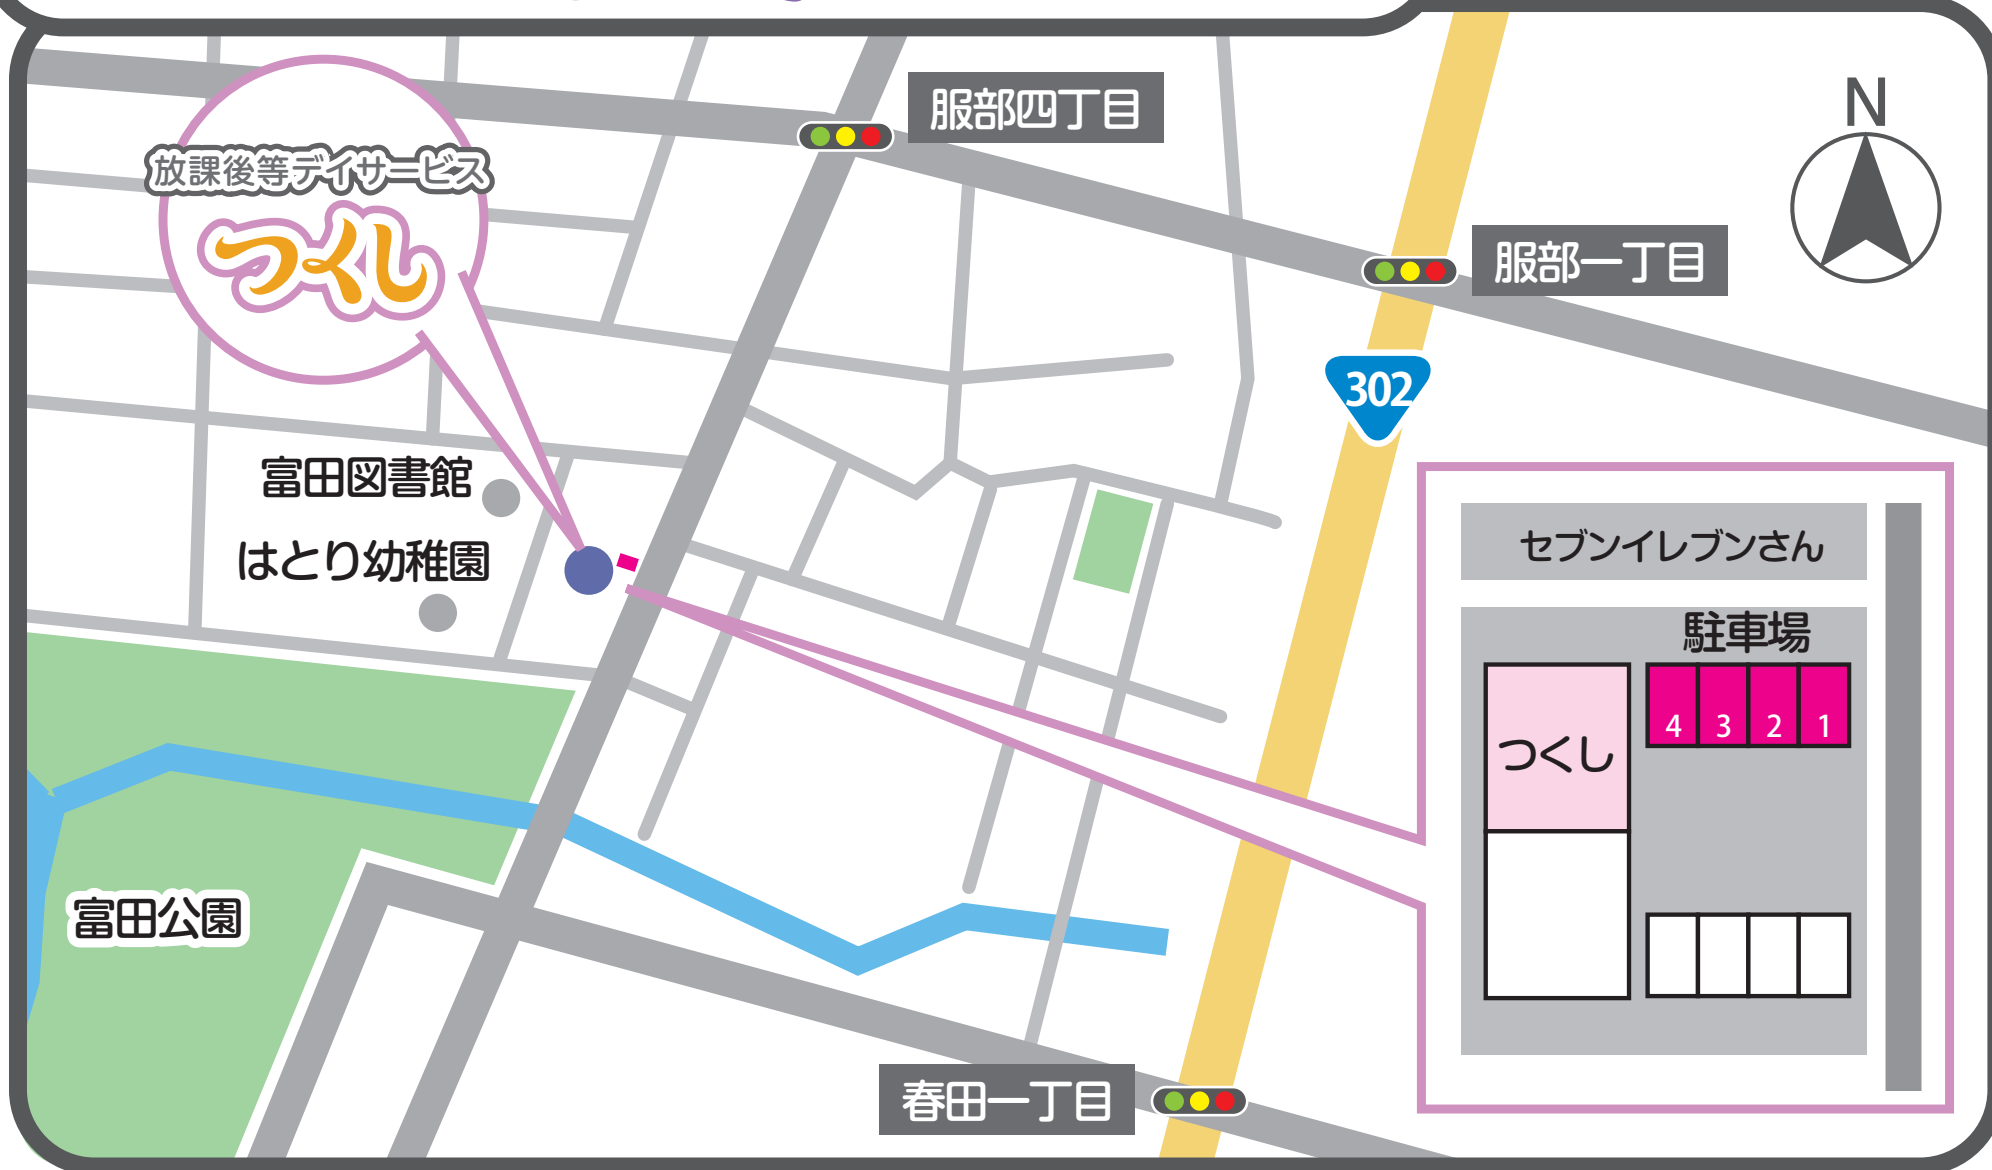 服部四丁目
N
放課後等デイサービス
つくし
服部一丁目
302
富田図書館
はとり幼稚園
セブンイレブンさん
駐車場
4 3 2 1
つくし
富田公園
春田一丁目